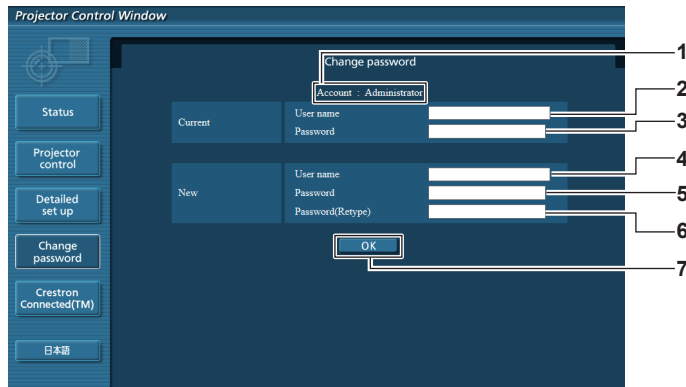 Projector Control Window
Change password
1
Account : Administrator
2
Status
Current
User name
Password
3
Projector
control
4
New
User name
Password
5
Password(Retype)
6
Detailed
set up
OK
7
Change
password
Crestron
Connected(TM)
日本語